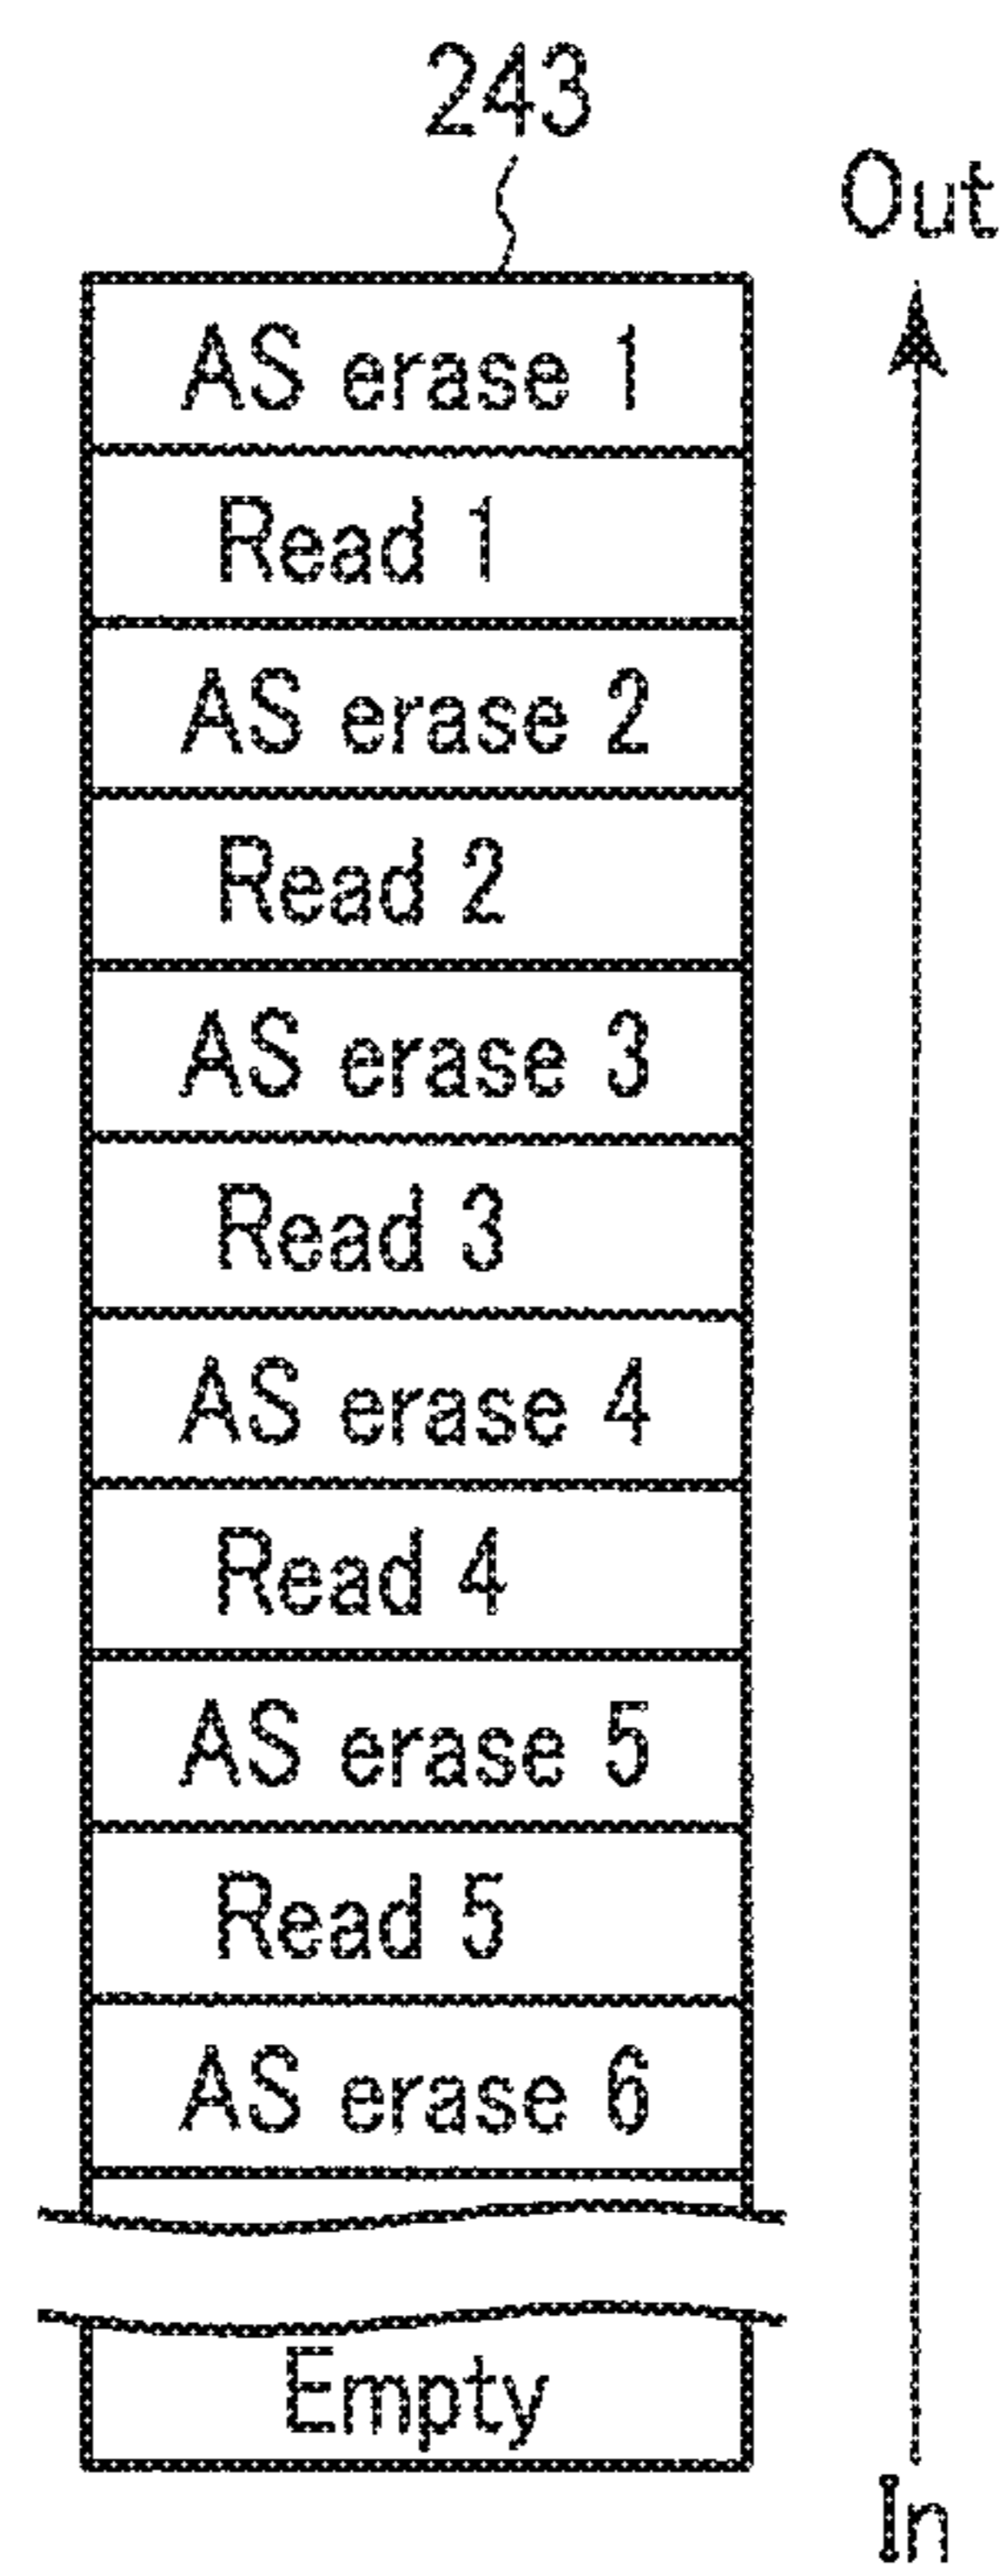 243
Out
AS erase 1
Read 1
AS erase 2
Read 2
AS erase 3
Read 3
AS erase 4
Read 4
AS erase 5
Read 5
AS erase 6
Empty
In